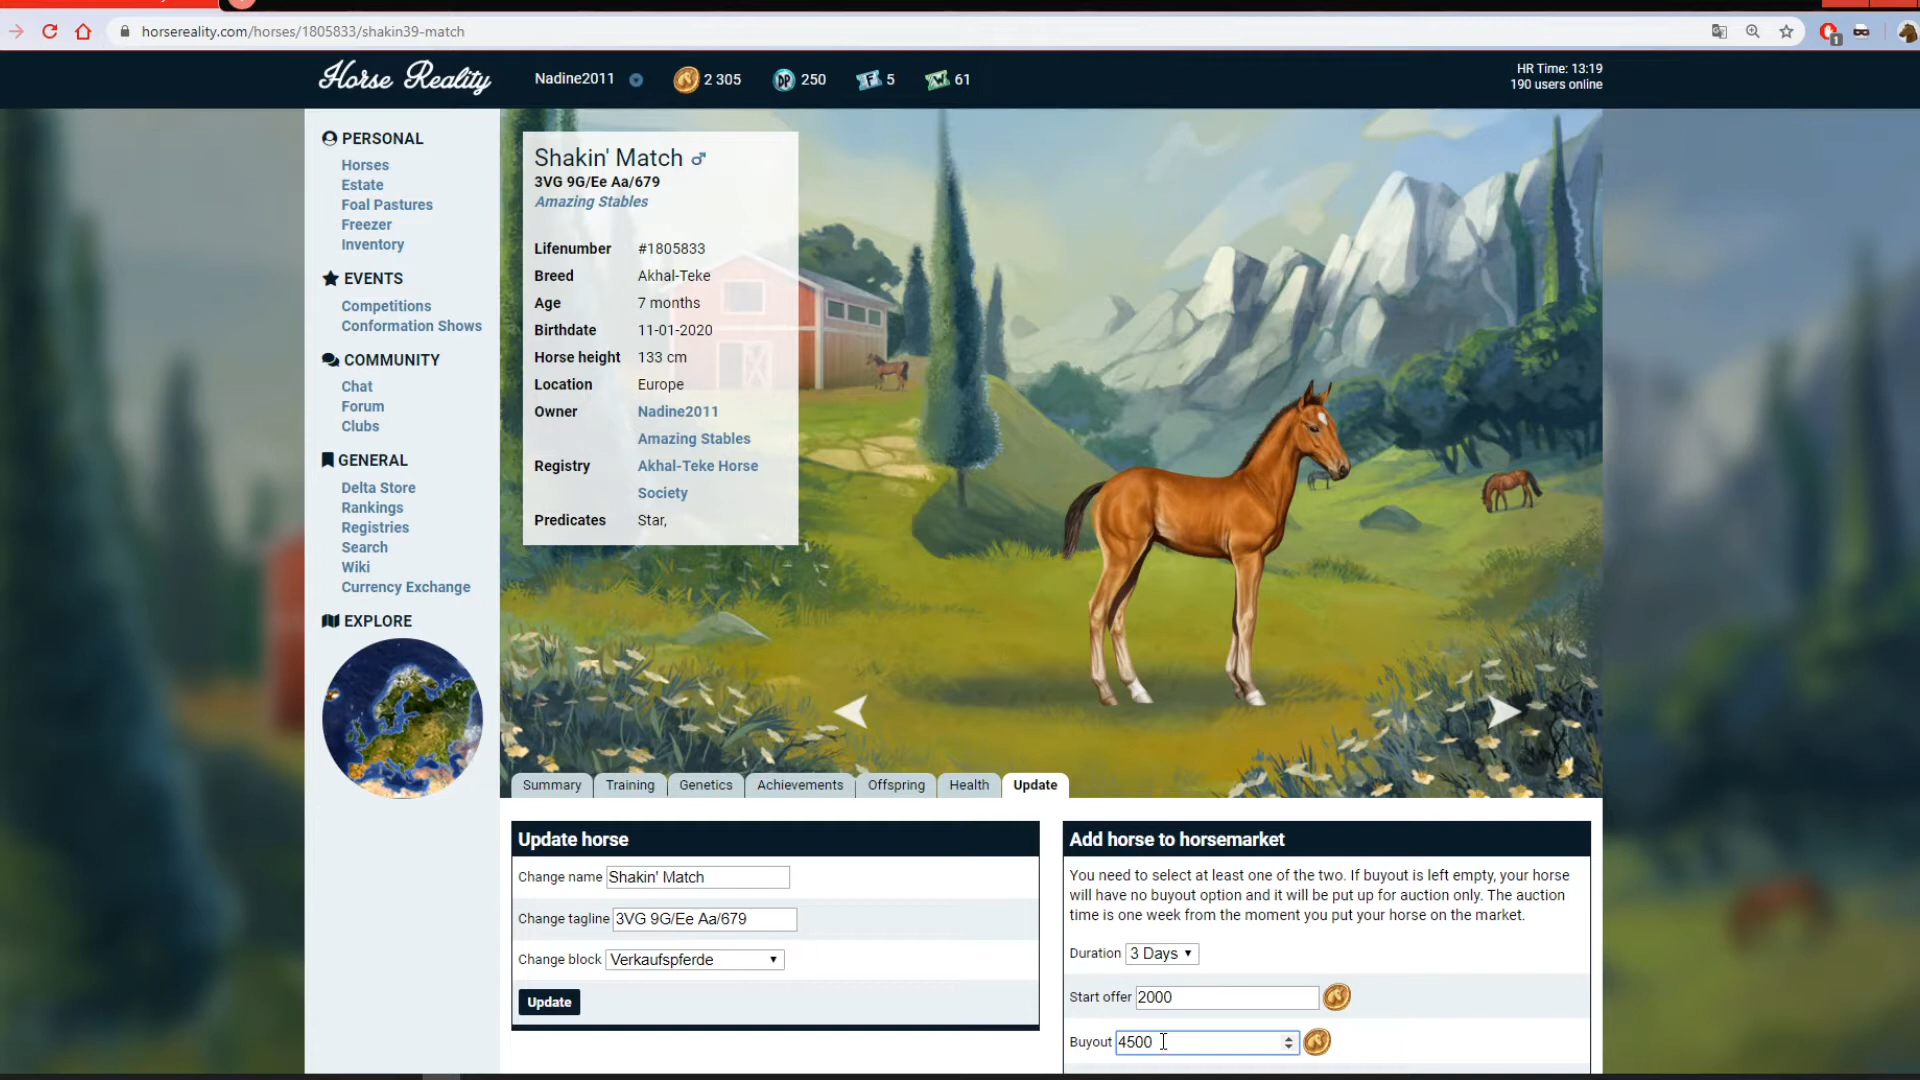 horsereality.com/horses/1805833/shakin39-match
1
Horse Reality
Nadine2011
2 305
DP
250
F
5
W
61
HR Time: 13:19
190 users online
PERSONAL
Horses
Estate
Foal Pastures
Freezer
Inventory
EVENTS
Competitions
Conformation Shows
COMMUNITY
Chat
Forum
Clubs
GENERAL
Delta Store
Rankings
Registries
Search
Wiki
Currency Exchange
EXPLORE
Shakin' Match ♂
3VG 9G/Ee Aa/679
Amazing Stables
Lifenumber #1805833
Breed Akhal-Teke
Age 7 months
Birthdate 11-01-2020
Horse height 133 cm
Location Europe
Owner Nadine2011
Amazing Stables
Registry Akhal-Teke Horse
Society
Predicates Star,
Summary
Training
Genetics
Achievements
Offspring
Health
Update
Update horse
Change name Shakin' Match
Change tagline 3VG 9G/Ee Aa/679
Change block Verkaufspferde
Update
Add horse to horsemarket
You need to select at least one of the two. If buyout is left empty, your horse
will have no buyout option and it will be put up for auction only. The auction
time is one week from the moment you put your horse on the market.
Duration 3 Days
Start offer 2000
Buyout 4500